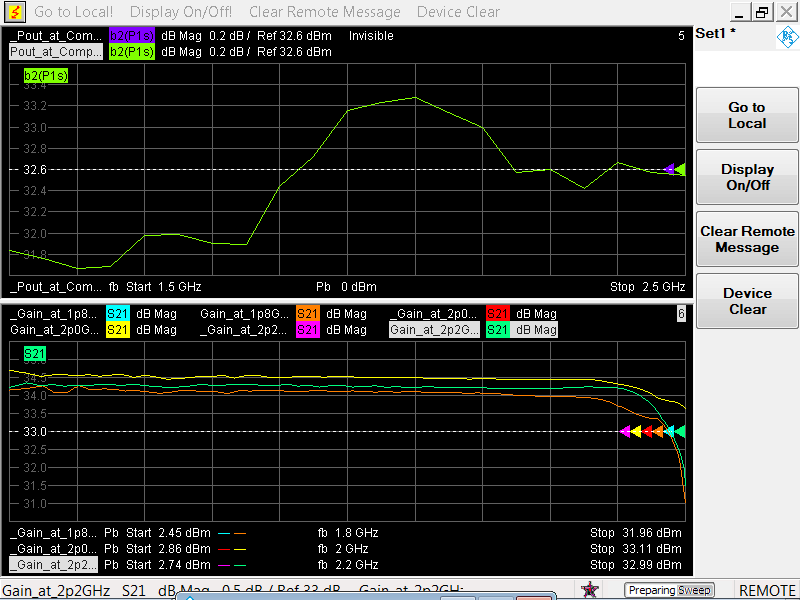 Go to Local! Display On/Off! Clear Remote Message Device Clear
_Pout_at_Com... b2(P1s) dB Mag 0.2 dB / Ref 32.6 dBm Invisible 5
Pout_at_Comp... b2(P1s) dB Mag 0.2 dB / Ref 32.6 dBm
b2(P1s)
33.4
33.2
33.0
32.8
32.6
32.4
32.2
32.0
31.8
_Pout_at_Com... fb Start 1.5 GHz Pb 0 dBm Stop 2.5 GHz
_Gain_at_1p8... S21 dB Mag _Gain_at_1p8G... S21 dB Mag _Gain_at_2p0... S21 dB Mag 6
Gain_at_2p0G... S21 dB Mag _Gain_at_2p2... S21 dB Mag Gain_at_2p2G... S21 dB Mag
S21
34.5
34.0
33.5
33.0
32.5
32.0
31.5
31.0
_Gain_at_1p8... Pb Start 2.45 dBm fb 1.8 GHz Stop 31.96 dBm
_Gain_at_2p0... Pb Start 2.86 dBm fb 2 GHz Stop 33.11 dBm
_Gain_at_2p2... Pb Start 2.74 dBm fb 2.2 GHz Stop 32.99 dBm
Gain_at_2p2GHz S21 dB Mag 0.5 dB / Ref 33 dB
Preparing Sweep REMOTE
Set1 *
Go to
Local
Display
On/Off
Clear Remote
Message
Device
Clear